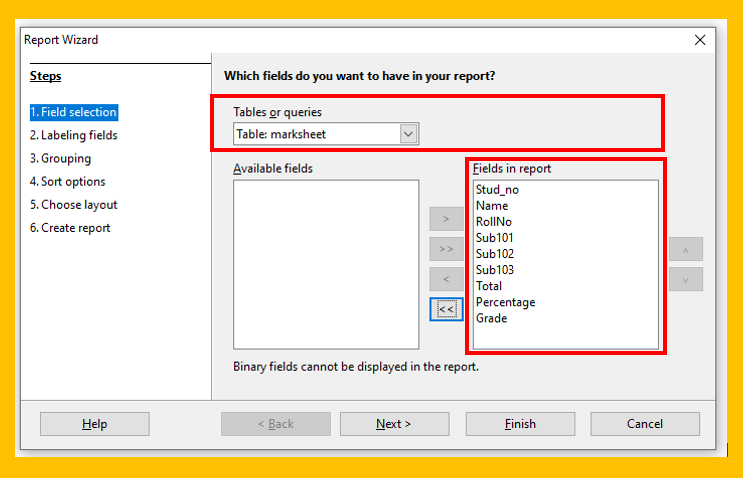 Report Wizard
Steps
1. Field selection
2. Labeling fields
3. Grouping
4. Sort options
5. Choose layout
6. Create report
Which fields do you want to have in your report?
Tables or queries
Table: marksheet
Available fields
>
>>
<
<<
Fields in report
Stud_no
Name
RollNo
Sub101
Sub102
Sub103
Total
Percentage
Grade
Binary fields cannot be displayed in the report.
Help
< Back
Next >
Finish
Cancel